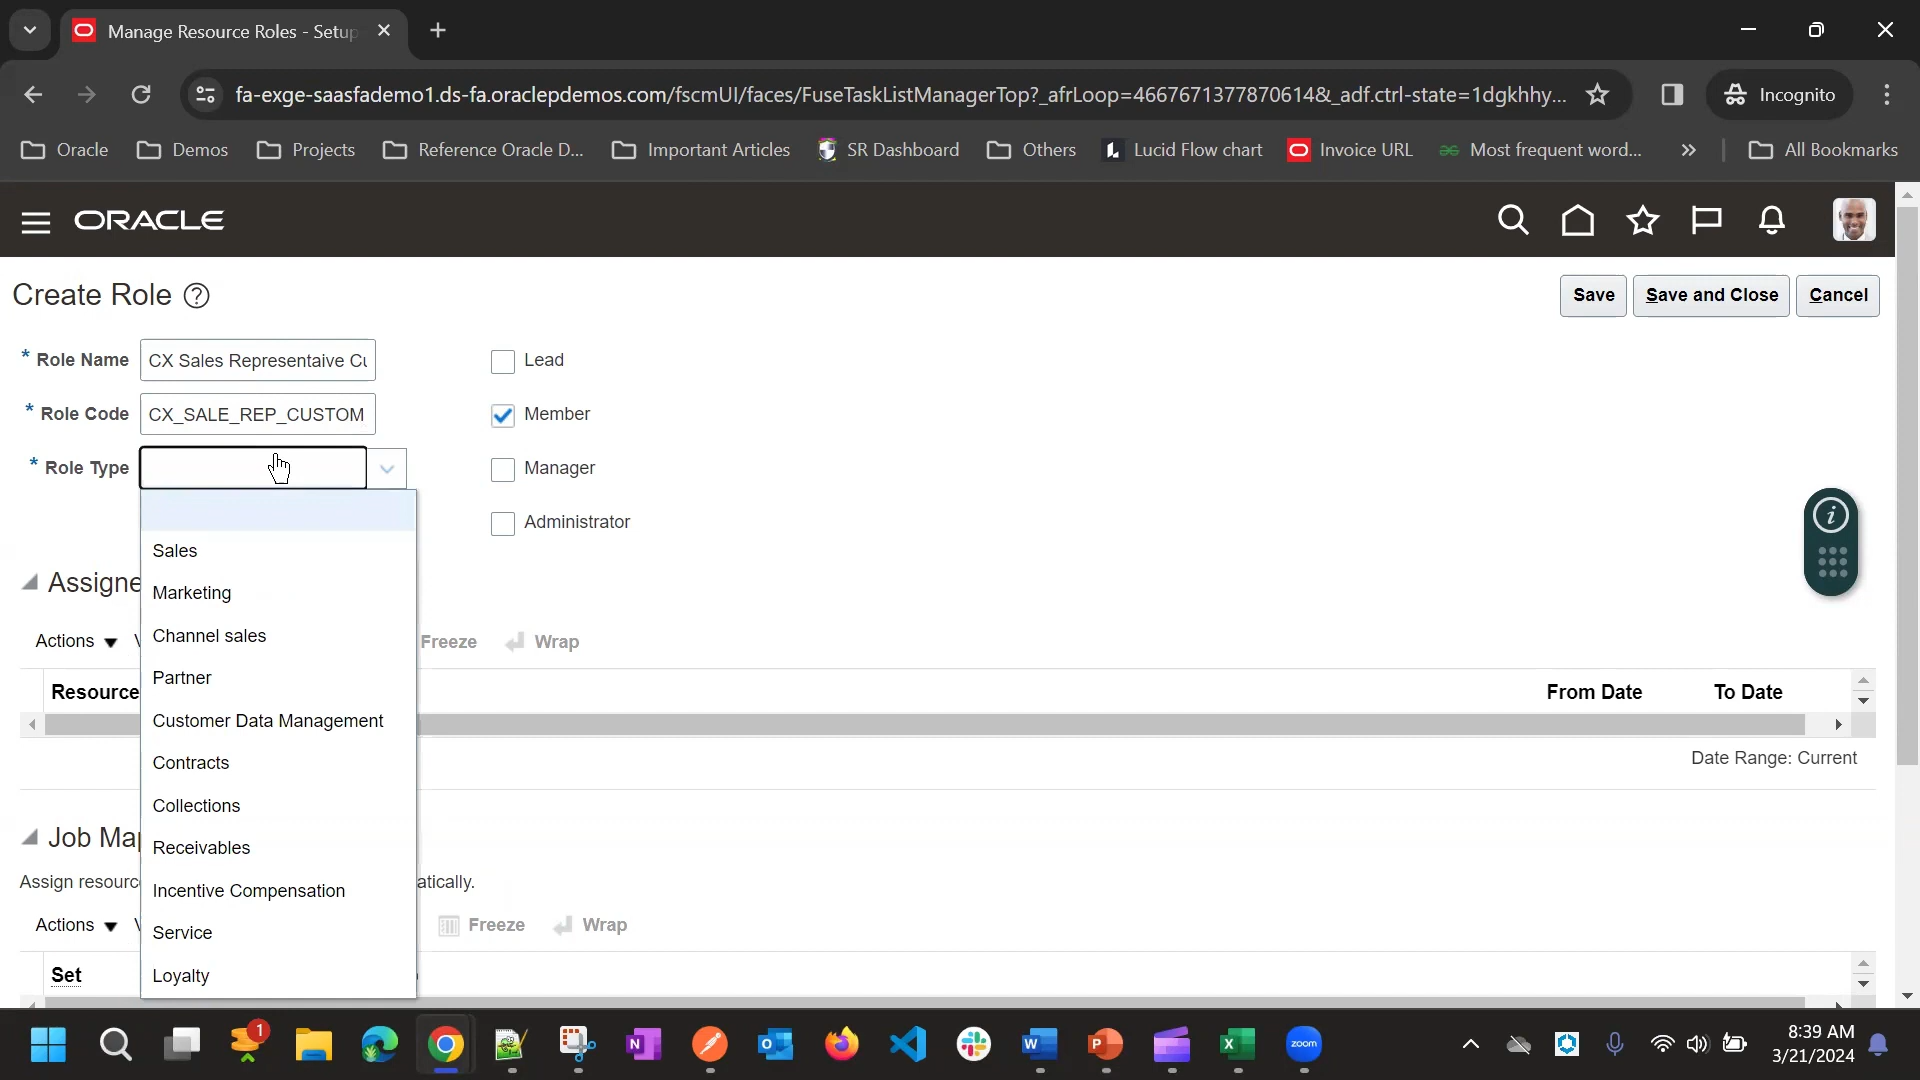 Manage Resource Roles - Setup
fa-exge-saasfademo1.ds-fa.oraclepdemos.com/fscmUI/faces/FuseTaskListManagerTop?_afrLoop=4667671377870614&_adf.ctrl-state=1dgkhhy...
Incognito
Oracle
Demos
Projects
Reference Oracle D...
Important Articles
SR Dashboard
Others
Lucid Flow chart
Invoice URL
Most frequent word...
»
All Bookmarks
ORACLE
Create Role ?
Save
Save and Close
Cancel
* Role Name
CX Sales Representaive Cu
Lead
* Role Code
CX_SALE_REP_CUSTOM
Member
* Role Type
Manager
Administrator
Sales
Marketing
Channel sales
Partner
Customer Data Management
Contracts
Collections
Receivables
Incentive Compensation
Service
Loyalty
Assigne
Actions
Freeze
Wrap
Resource
From Date
To Date
Date Range: Current
Job Ma
Assign resourc
atically.
Actions
Freeze
Wrap
Set
1
zoom
8:39 AM
3/21/2024